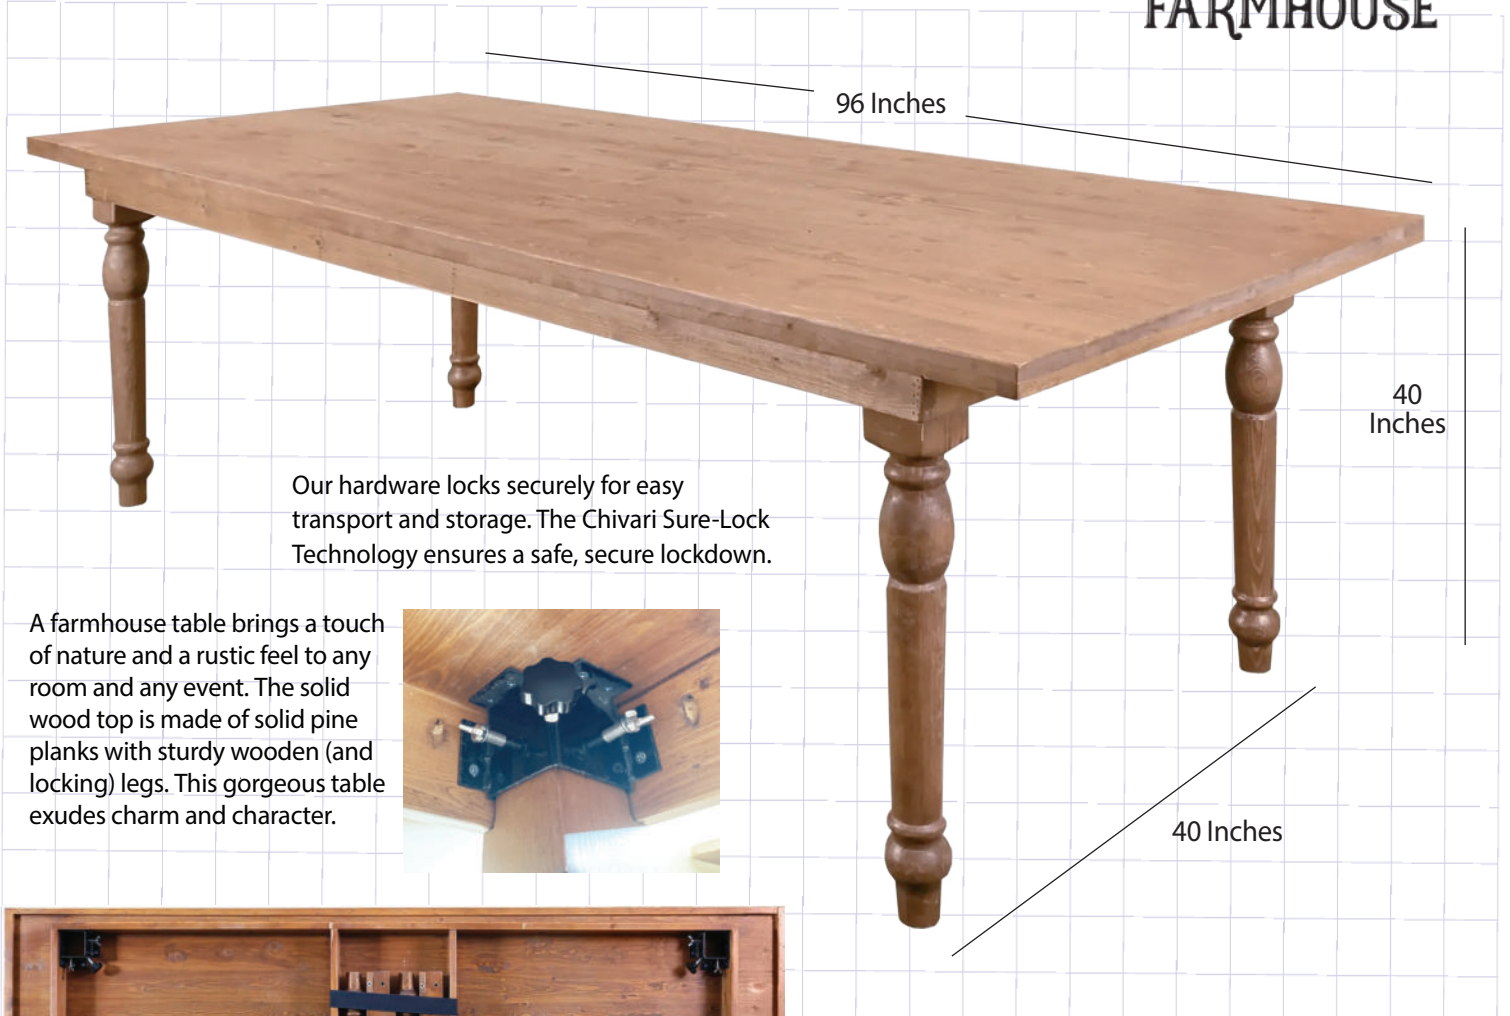 FARMHOUSE
96 Inches
40
Inches
Our hardware locks securely for easy
transport and storage. The Chivari Sure-Lock
Technology ensures a safe, secure lockdown.
A farmhouse table brings a touch
of nature and a rustic feel to any
room and any event. The solid
wood top is made of solid pine
planks with sturdy wooden (and
locking) legs. This gorgeous table
exudes charm and character.
40 Inches